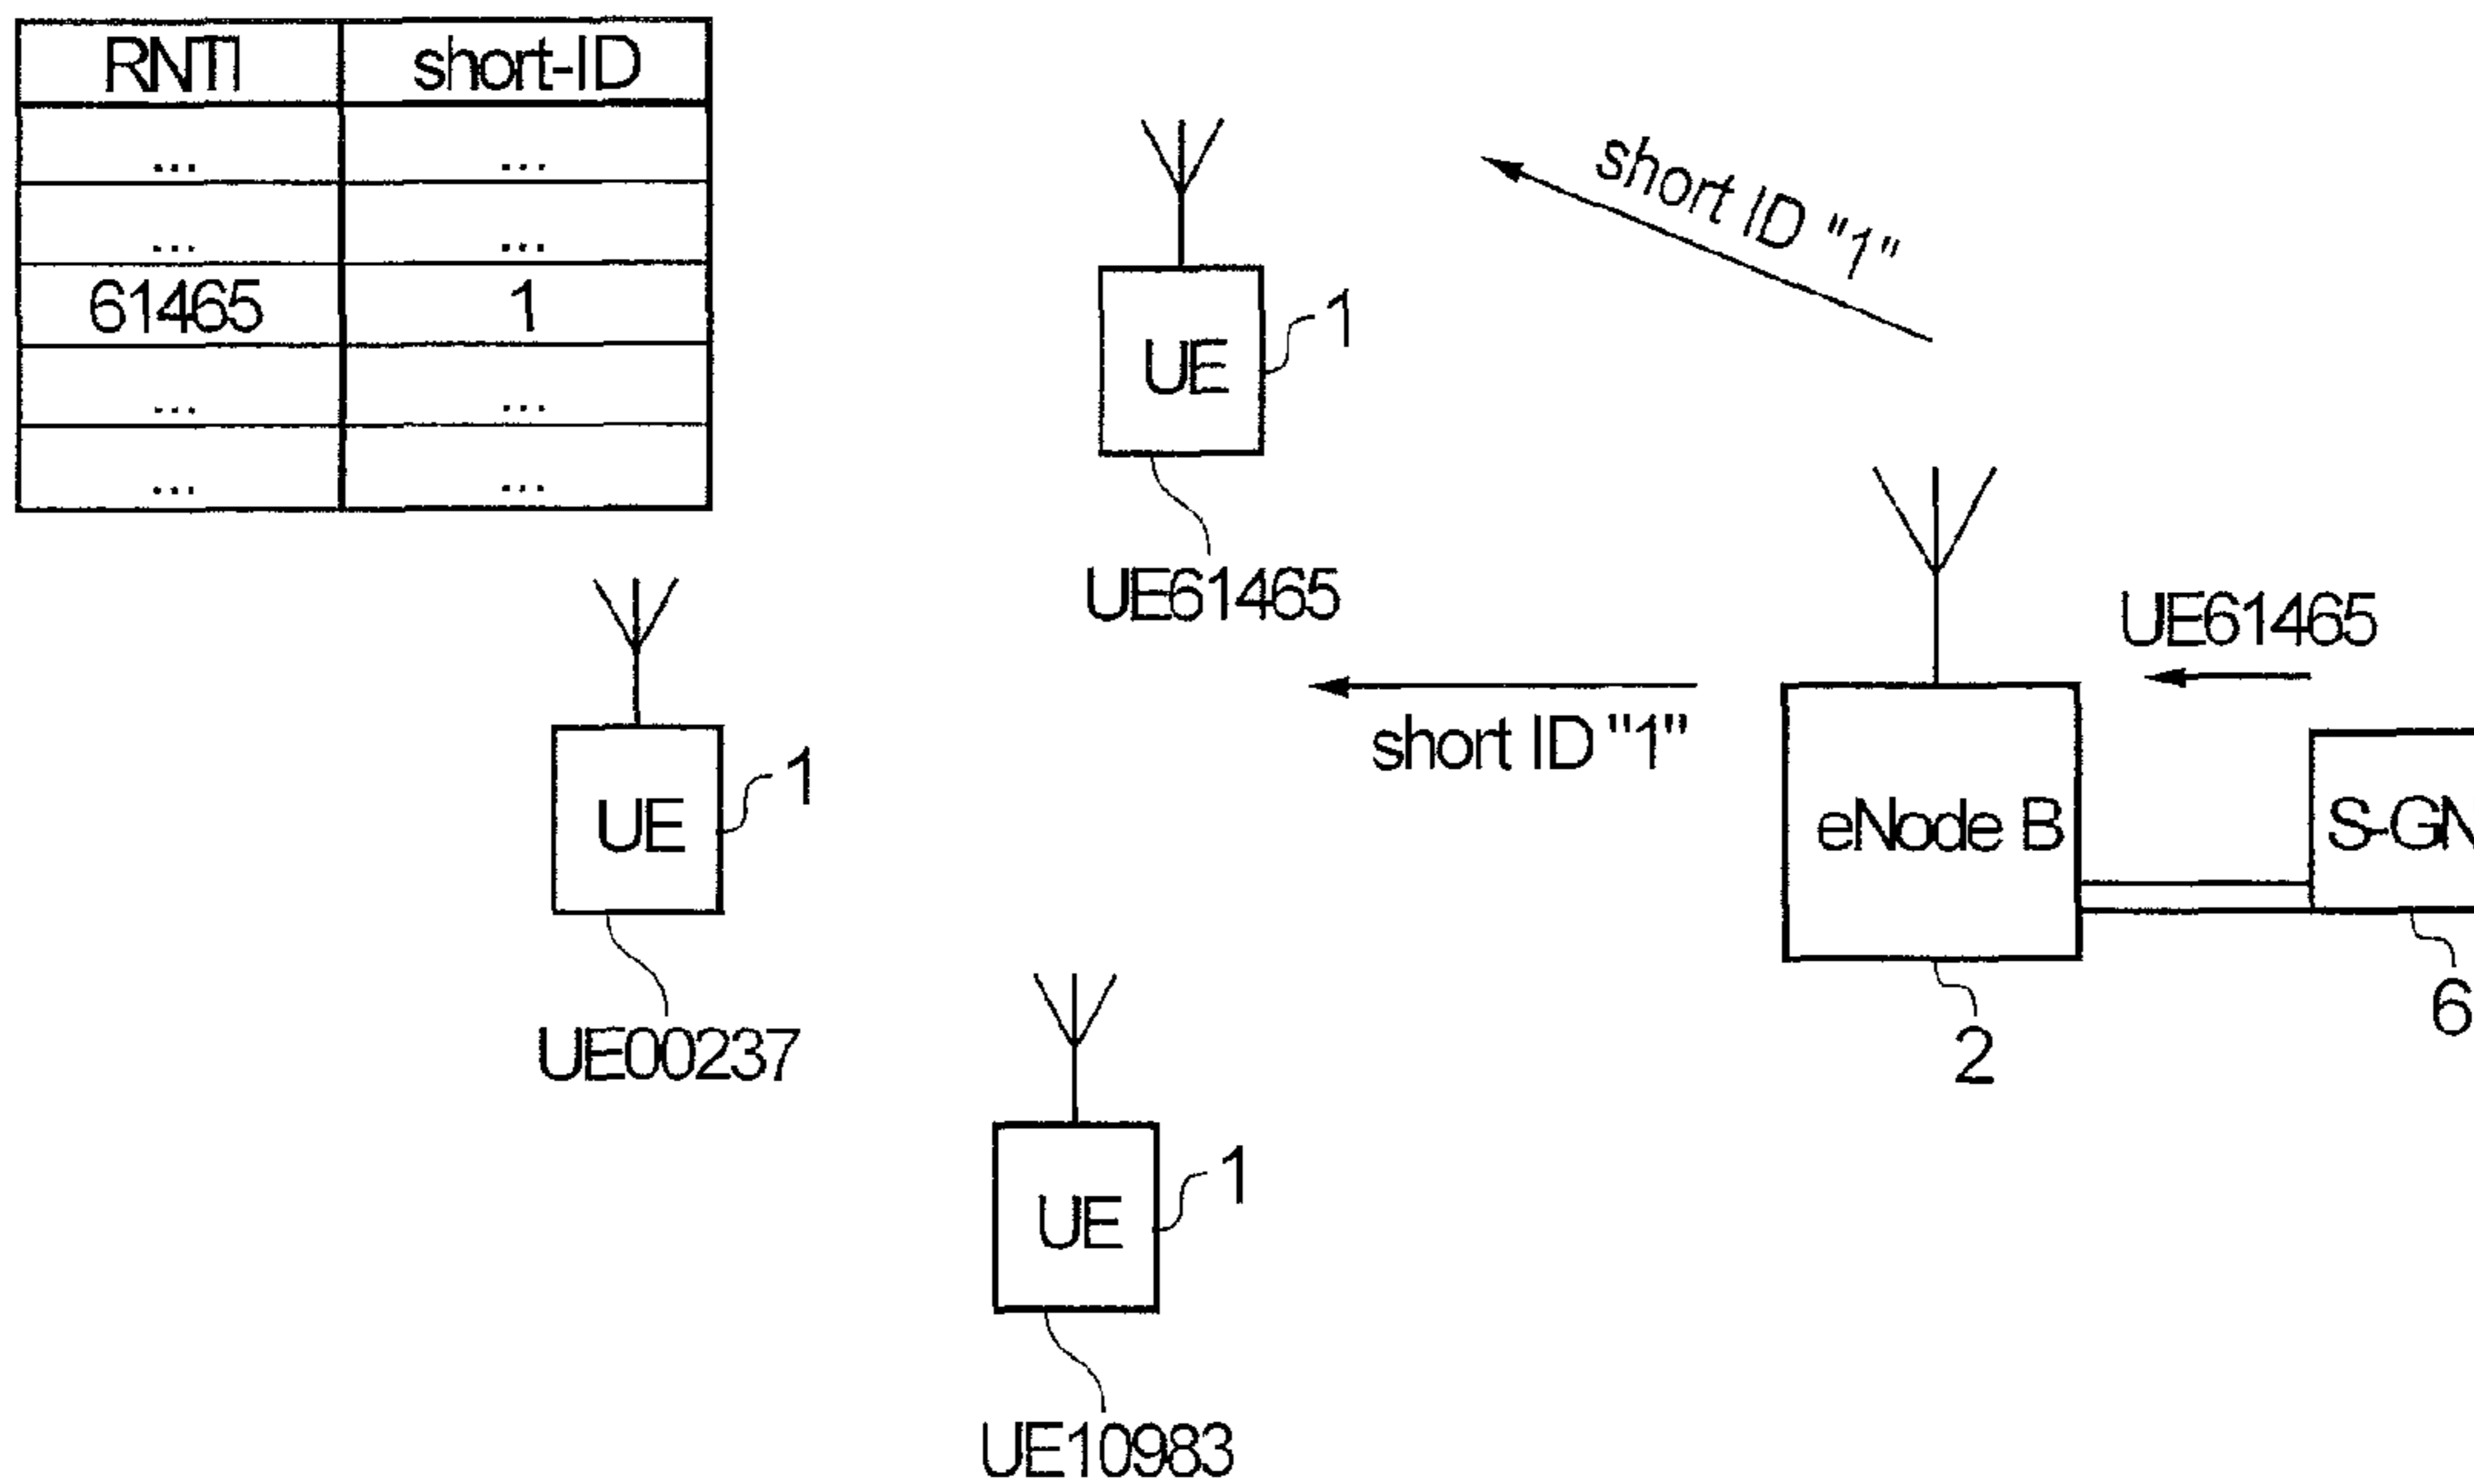 RNTI short-ID
... ...
... ...
61465 1
... ...
... ...
short ID "1"
UE 1
UE61465
UE61465
short ID "1"
UE 1
eNode B
S-GN
UE00237
2
6
UE 1
UE10983